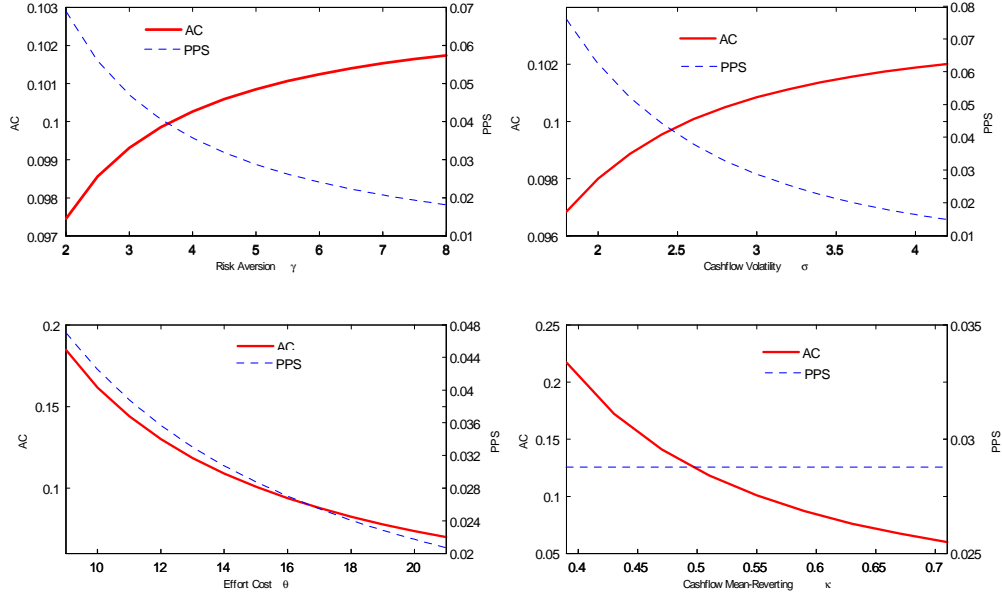 0.103
0.102
0.101
0.1
0.099
0.098
0.097
AC
AC
PPS
0.07
0.06
0.05
0.04
0.03
0.02
0.01
PPS
2 3 4 5 6 7 8
Risk Aversion γ
0.102
0.1
0.098
0.096
AC
AC
PPS
0.08
0.07
0.06
0.05
0.04
0.03
0.02
0.01
PPS
2 2.5 3 3.5 4
Cashflow Volatility σ
0.2
0.15
0.1
AC
AC
PPS
0.048
0.044
0.04
0.036
0.032
0.028
0.024
0.02
PPS
10 12 14 16 18 20
Effort Cost θ
0.25
0.2
0.15
0.1
0.05
AC
AC
PPS
0.035
0.03
0.025
PPS
0.4 0.45 0.5 0.55 0.6 0.65 0.7
Cashflow Mean-Reverting κ